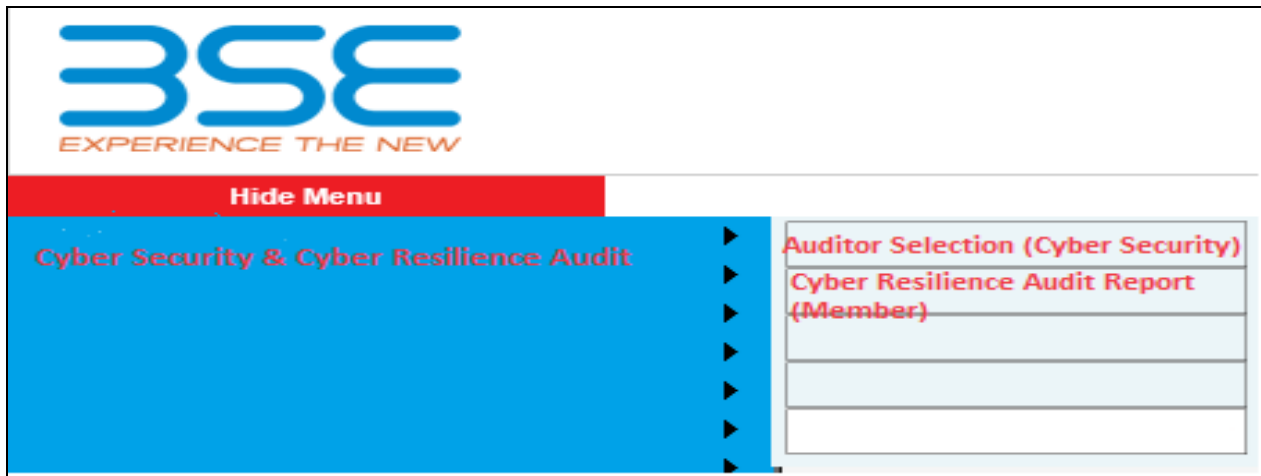 BSE
EXPERIENCE THE NEW
Hide Menu
Cyber Security & Cyber Resilience Audit
Auditor Selection (Cyber Security)
Cyber Resilience Audit Report
(Member)